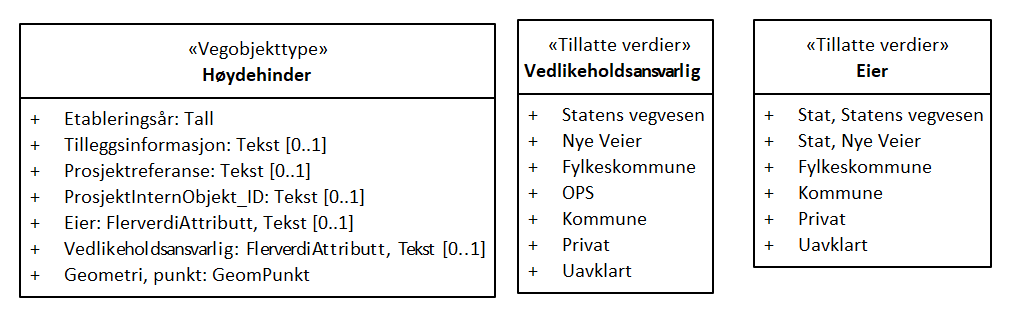 «Vegobjekttype»
Høydehinder
+ Etableringsår: Tall
+ Tilleggsinformasjon: Tekst [0..1]
+ Prosjektreferanse: Tekst [0..1]
+ ProsjektInternObjekt_ID: Tekst [0..1]
+ Eier: FlerverdiAttributt, Tekst [0..1]
+ Vedlikeholdsansvarlig: FlerverdiAttributt, Tekst [0..1]
+ Geometri, punkt: GeomPunkt
«Tillatte verdier»
Vedlikeholdsansvarlig
+ Statens vegvesen
+ Nye Veier
+ Fylkeskommune
+ OPS
+ Kommune
+ Privat
+ Uavklart
«Tillatte verdier»
Eier
+ Stat, Statens vegvesen
+ Stat, Nye Veier
+ Fylkeskommune
+ Kommune
+ Privat
+ Uavklart